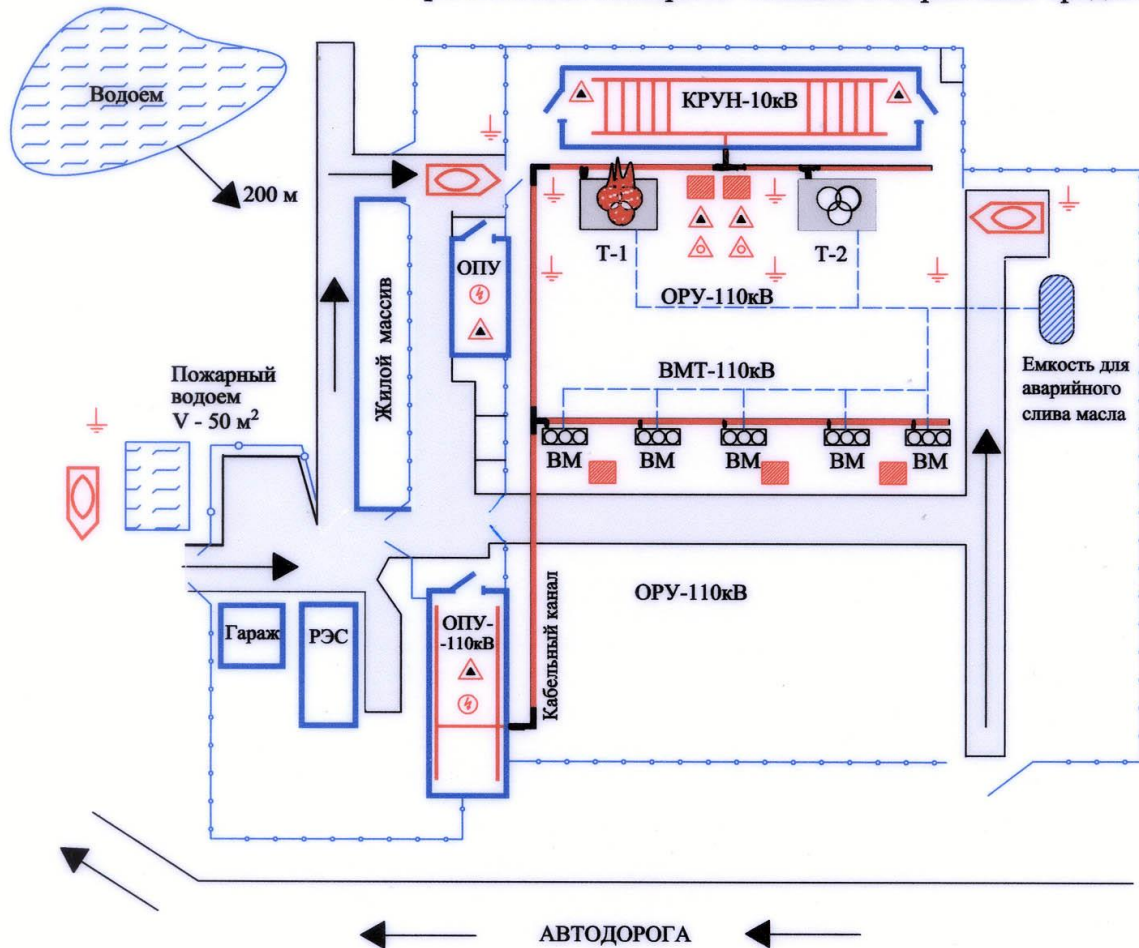 Водоем
200 м
КРУН-10кВ
Т-1
Т-2
ОПУ
ОРУ-110кВ
Жилой массив
ВМТ-110кВ
Емкость для
аварийного
слива масла
Пожарный
водоем
V - 50 м²
ВМ
ВМ
ВМ
ВМ
ВМ
ОРУ-110кВ
Гараж
РЭС
ОПУ-
-110кВ
Кабельный канал
АВТОДОРОГА